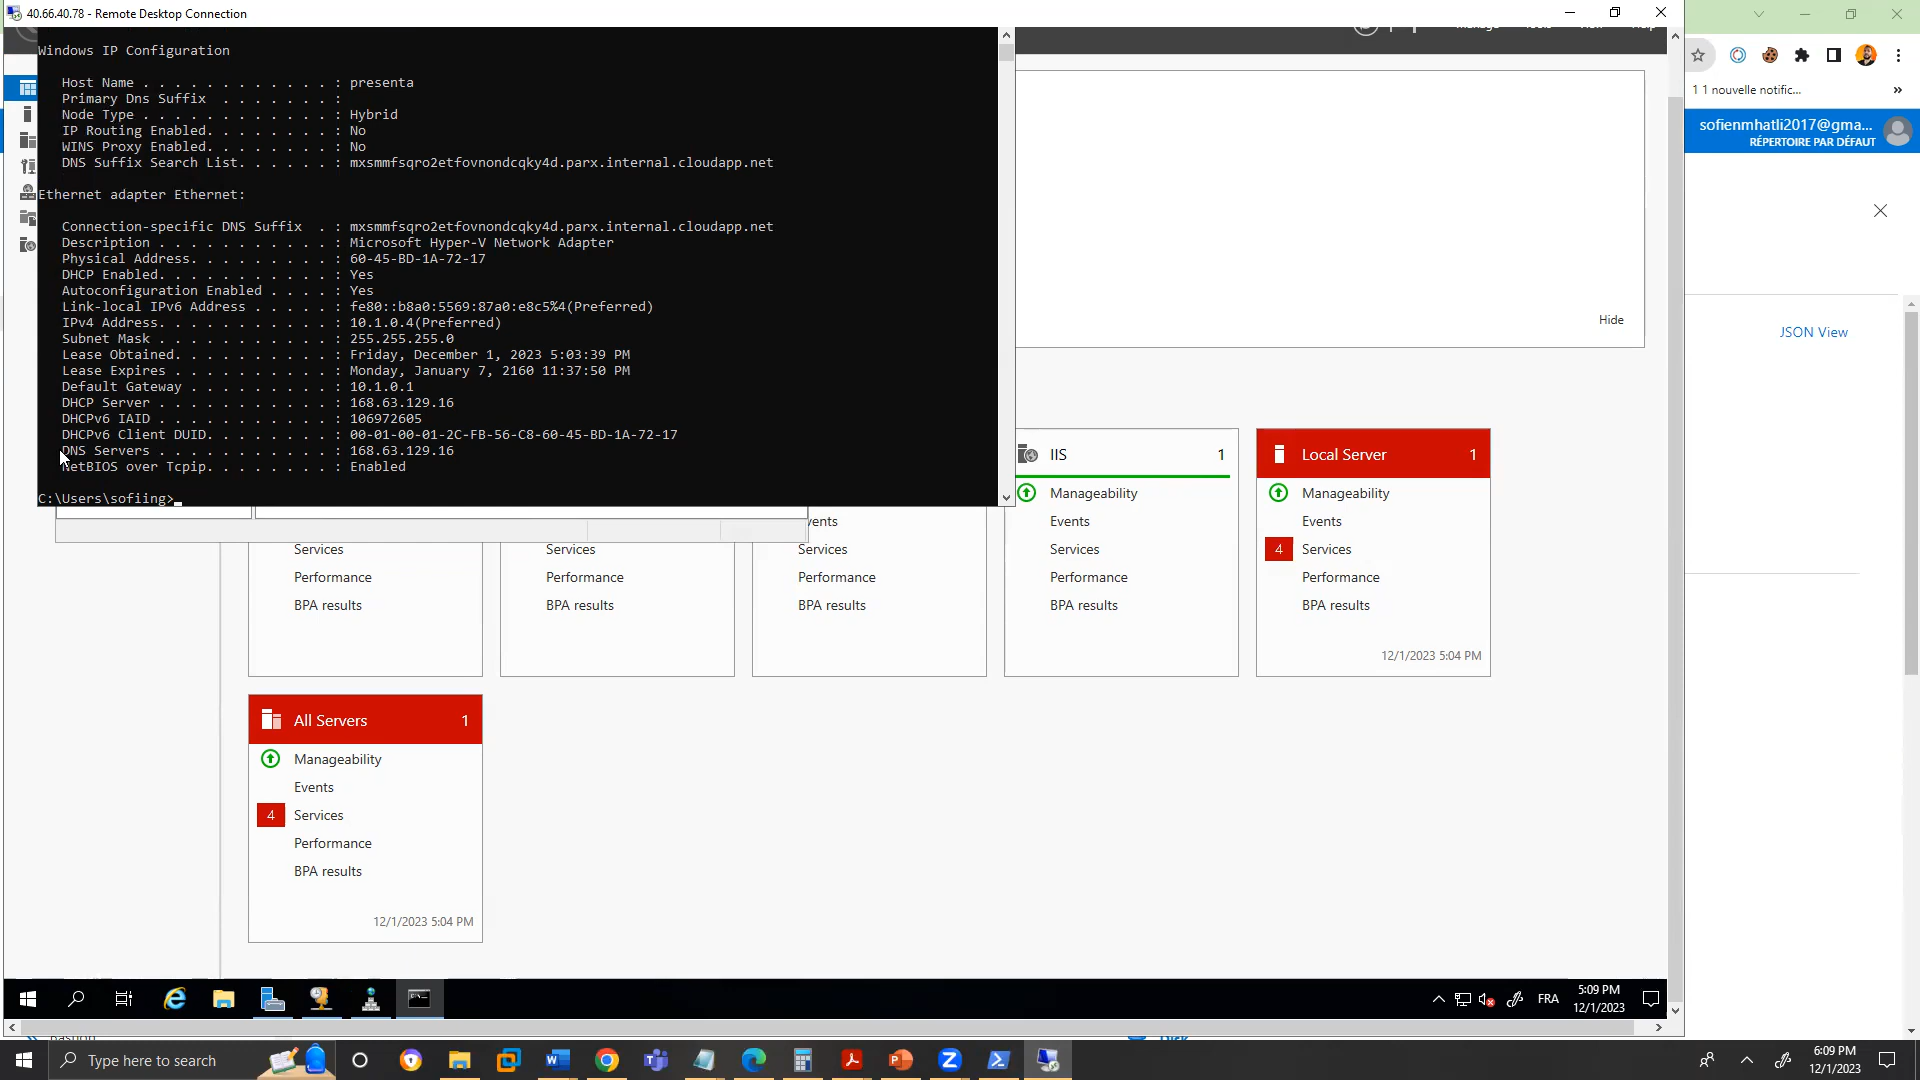 40.66.40.78 - Remote Desktop Connection
Windows IP Configuration
Host Name . . . . . . . . . . . . : presenta
Primary Dns Suffix . . . . . . . :
Node Type . . . . . . . . . . . . : Hybrid
IP Routing Enabled. . . . . . . . : No
WINS Proxy Enabled. . . . . . . . : No
DNS Suffix Search List. . . . . . : mxsmmfsqro2etfovnondcqky4d.parx.internal.cloudapp.net
Ethernet adapter Ethernet:
Connection-specific DNS Suffix . : mxsmmfsqro2etfovnondcqky4d.parx.internal.cloudapp.net
Description . . . . . . . . . . . : Microsoft Hyper-V Network Adapter
Physical Address. . . . . . . . . : 60-45-BD-1A-72-17
DHCP Enabled. . . . . . . . . . . : Yes
Autoconfiguration Enabled . . . . : Yes
Link-local IPv6 Address . . . . . : fe80::b8a0:5569:87a0:e8c5%4(Preferred)
IPv4 Address. . . . . . . . . . . : 10.1.0.4(Preferred)
Subnet Mask . . . . . . . . . . . : 255.255.255.0
Lease Obtained. . . . . . . . . . : Friday, December 1, 2023 5:03:39 PM
Lease Expires . . . . . . . . . . : Monday, January 7, 2160 11:37:50 PM
Default Gateway . . . . . . . . . : 10.1.0.1
DHCP Server . . . . . . . . . . . : 168.63.129.16
DHCPv6 IAID . . . . . . . . . . . : 106972605
DHCPv6 Client DUID. . . . . . . . : 00-01-00-01-2C-FB-56-C8-60-45-BD-1A-72-17
DNS Servers . . . . . . . . . . . : 168.63.129.16
NetBIOS over Tcpip. . . . . . . . : Enabled
C:\Users\sofiing>
1 1 nouvelle notific...
»
sofienmhatli2017@gma...
RÉPERTOIRE PAR DÉFAUT
Hide
JSON View
Services
Performance
BPA results
Services
Performance
BPA results
vents
Services
Performance
BPA results
IIS 1
Manageability
Events
Services
Performance
BPA results
Local Server 1
Manageability
Events
4 Services
Performance
BPA results
12/1/2023 5:04 PM
All Servers 1
Manageability
Events
4 Services
Performance
BPA results
12/1/2023 5:04 PM
FRA
5:09 PM
12/1/2023
Type here to search
6:09 PM
12/1/2023